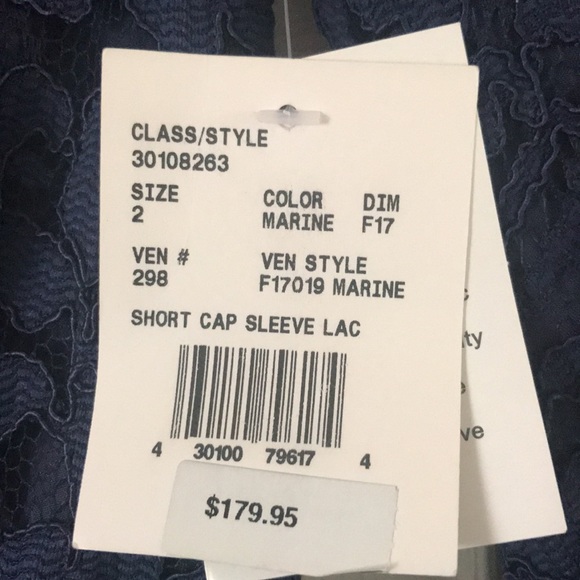 CLASS/STYLE
30108263
SIZE COLOR DIM
2 MARINE F17
VEN # VEN STYLE
298 F17019 MARINE
SHORT CAP SLEEVE LAC
4 30100 79617 4
$179.95